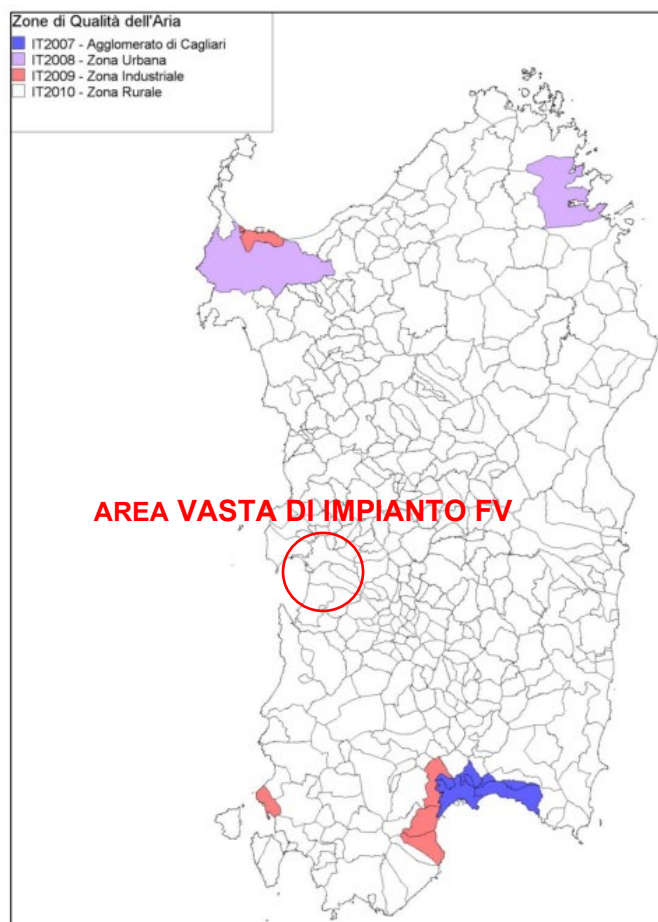 Zone di Qualità dell'Aria
IT2007 - Agglomerato di Cagliari
IT2008 - Zona Urbana
IT2009 - Zona Industriale
IT2010 - Zona Rurale
AREA VASTA DI IMPIANTO FV